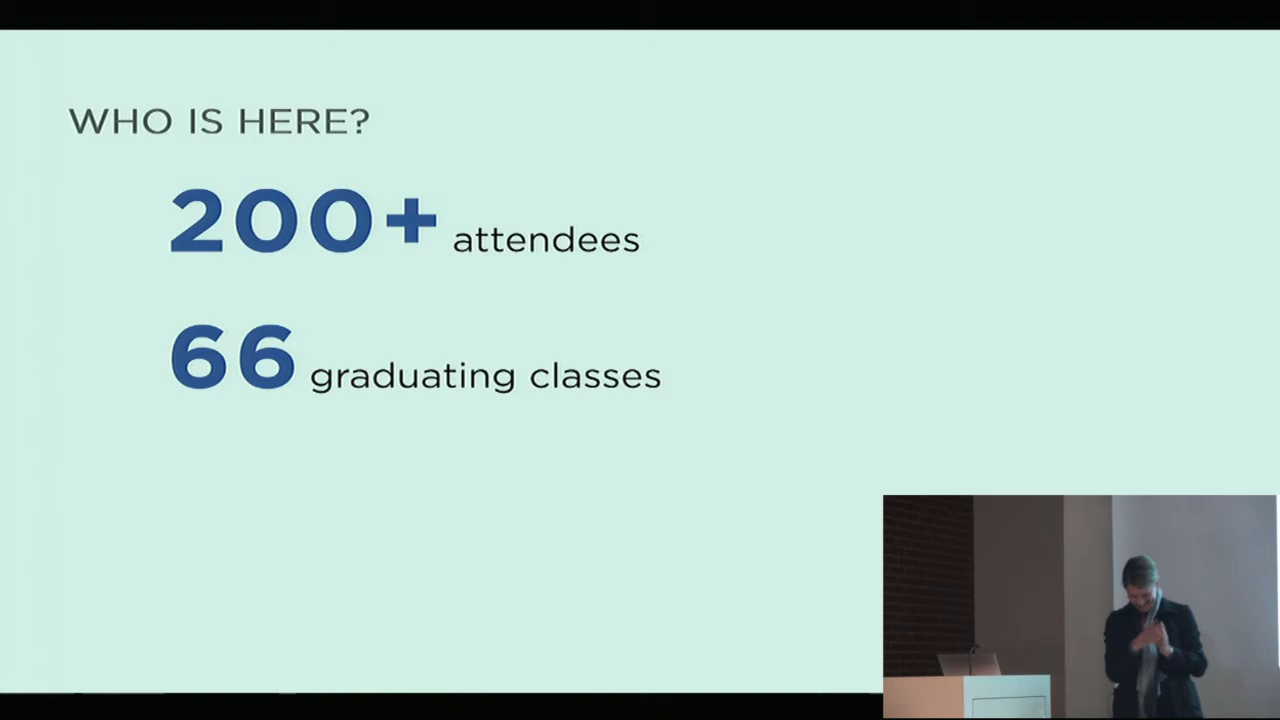 WHO IS HERE?
200+ attendees
66 graduating classes